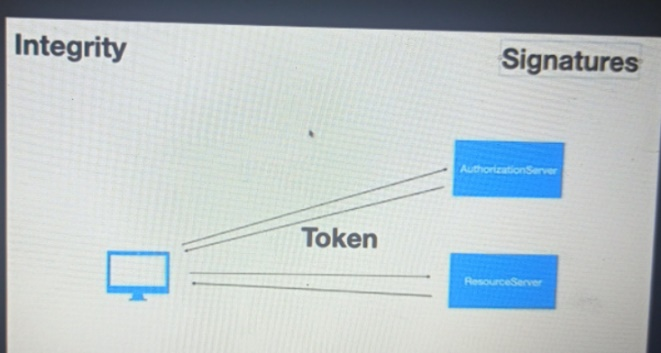 Integrity
Signatures
AuthorizationServer
Token
ResourceServer